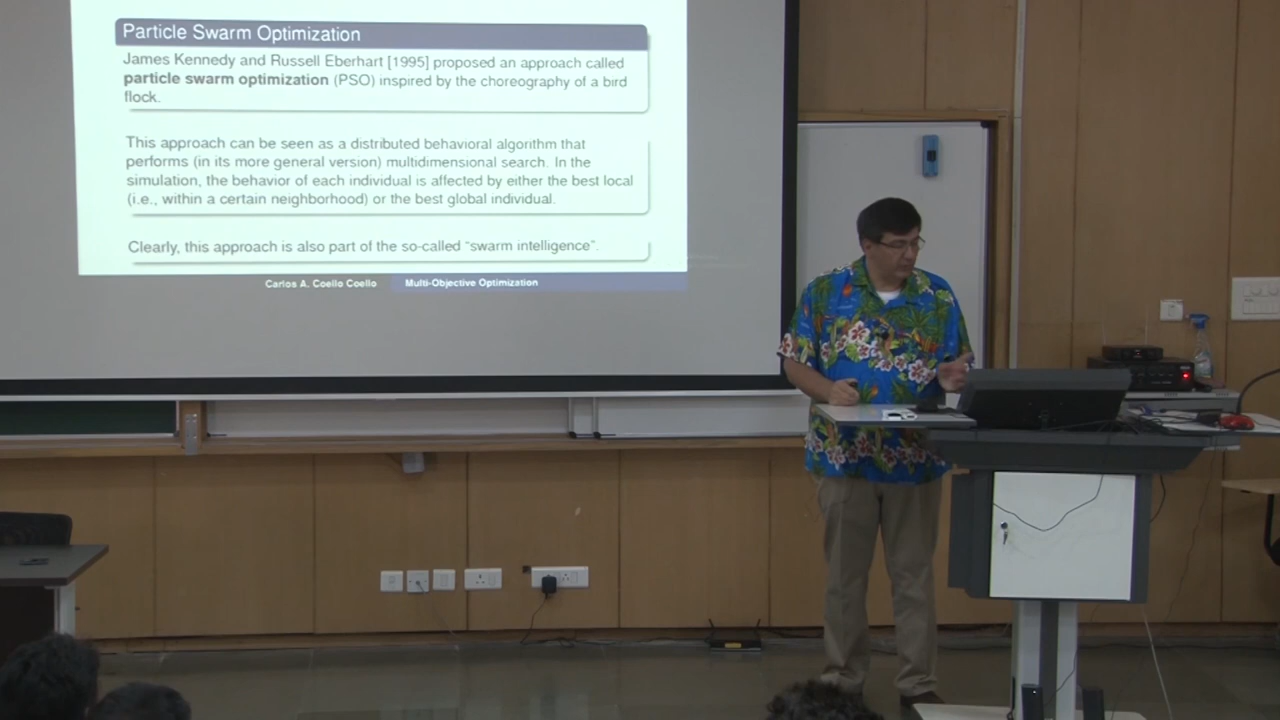 Particle Swarm Optimization
James Kennedy and Russell Eberhart [1995] proposed an approach called
particle swarm optimization (PSO) inspired by the choreography of a bird
flock.
This approach can be seen as a distributed behavioral algorithm that
performs (in its more general version) multidimensional search. In the
simulation, the behavior of each individual is affected by either the best local
(i.e., within a certain neighborhood) or the best global individual.
Clearly, this approach is also part of the so-called “swarm intelligence”.
Carlos A. Coello Coello Multi-Objective Optimization